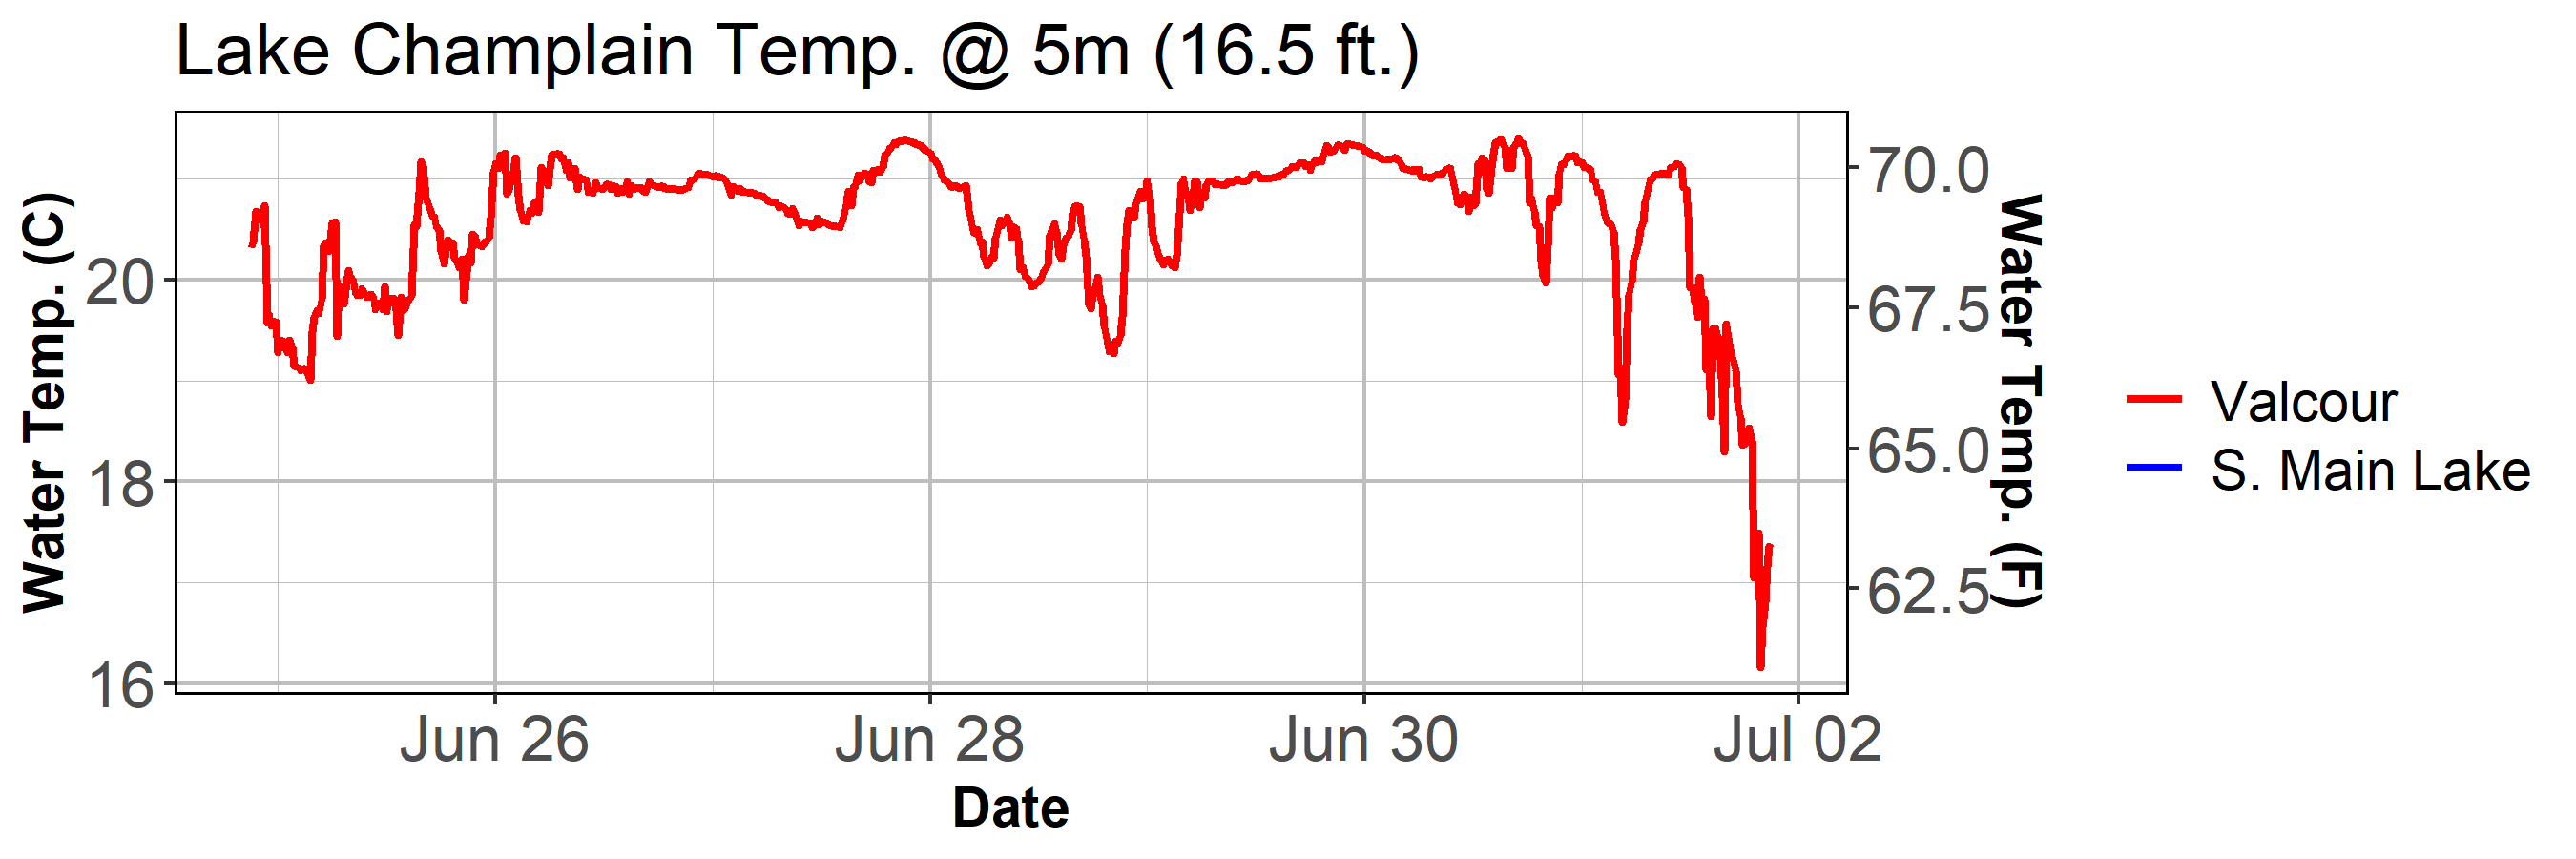 Lake Champlain Temp. @ 5m (16.5 ft.)
Water Temp. (C)
20
18
16
70.0
67.5
65.0
62.5
Water Temp. (F)
Jun 26
Jun 28
Jun 30
Jul 02
Date
Valcour
S. Main Lake